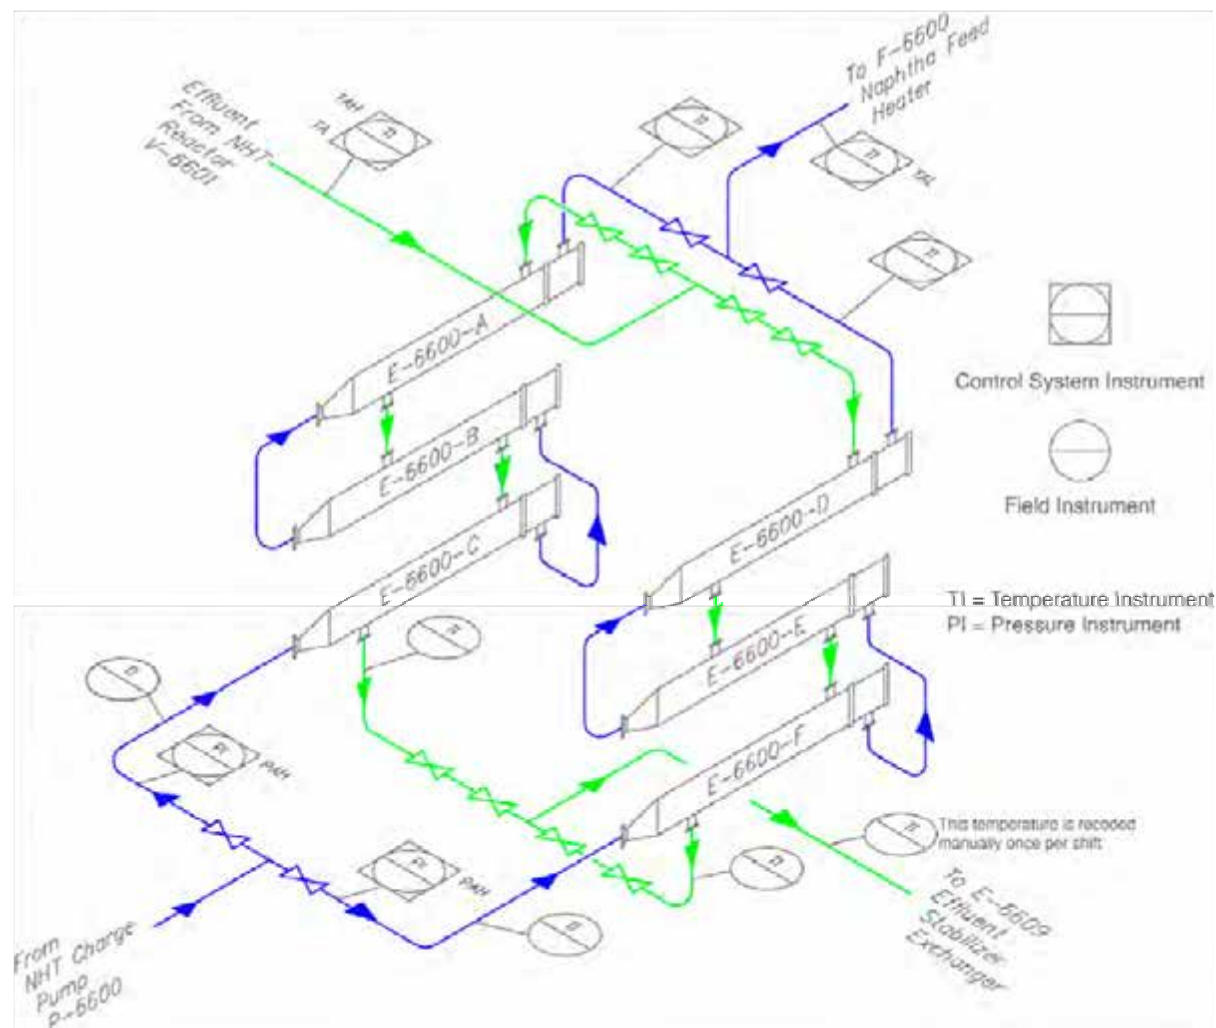 To F-6600
Naphtha Feed
Heater
Effluent
From NHT
Reactor
V-6601
TAH
TA
TI
TI
TI
TAL
TI
E-6600-A
E-6600-B
E-6600-C
E-6600-D
E-6600-E
E-6600-F
Control System Instrument
Field Instrument
TI = Temperature Instrument
PI = Pressure Instrument
TI
TI
PI
PAH
PI
PAH
TI
TI
TI
This temperature is recoded
manually once per shift
To E-6609
Effluent
Stabilizer
Exchanger
From
NHT Charge
Pump
P-6600